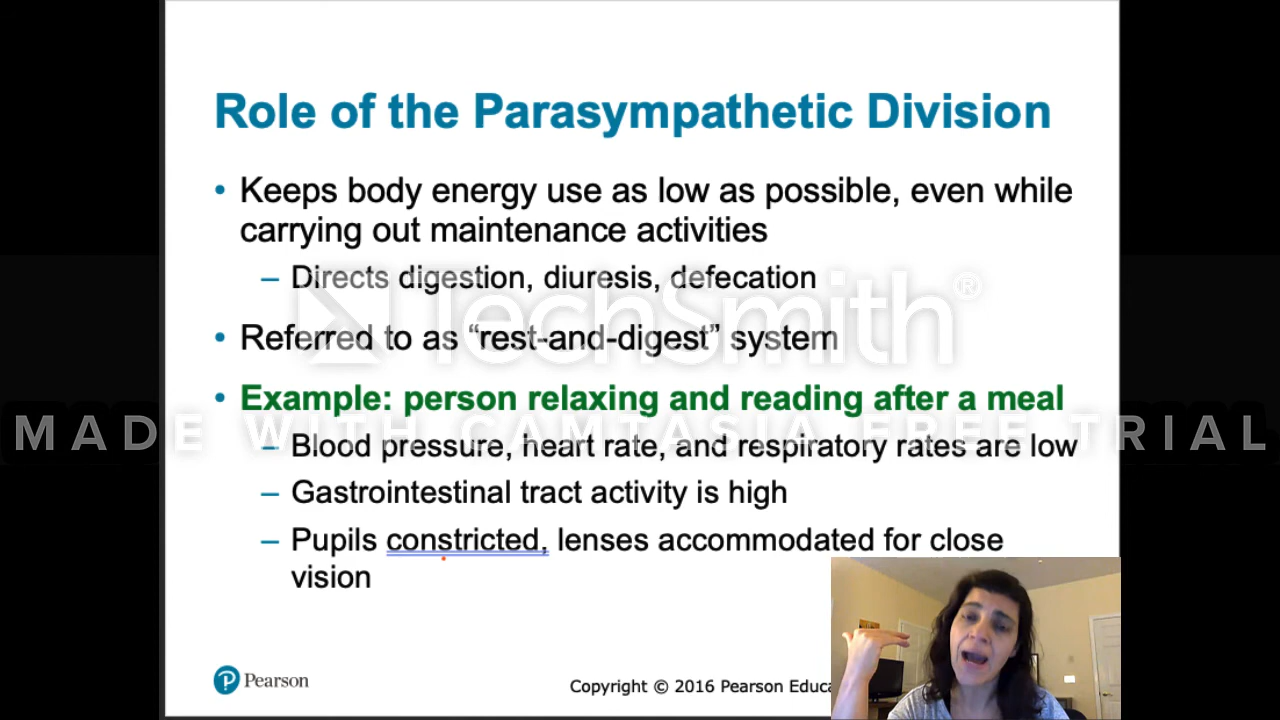 Role of the Parasympathetic Division
• Keeps body energy use as low as possible, even while
carrying out maintenance activities
– Directs digestion, diuresis, defecation
TechSmith®
• Referred to as “rest-and-digest” system
• Example: person relaxing and reading after a meal
MADE WITH CAMTASIA FREE TRIAL
– Blood pressure, heart rate, and respiratory rates are low
– Gastrointestinal tract activity is high
– Pupils constricted, lenses accommodated for close
vision
P Pearson
Copyright © 2016 Pearson